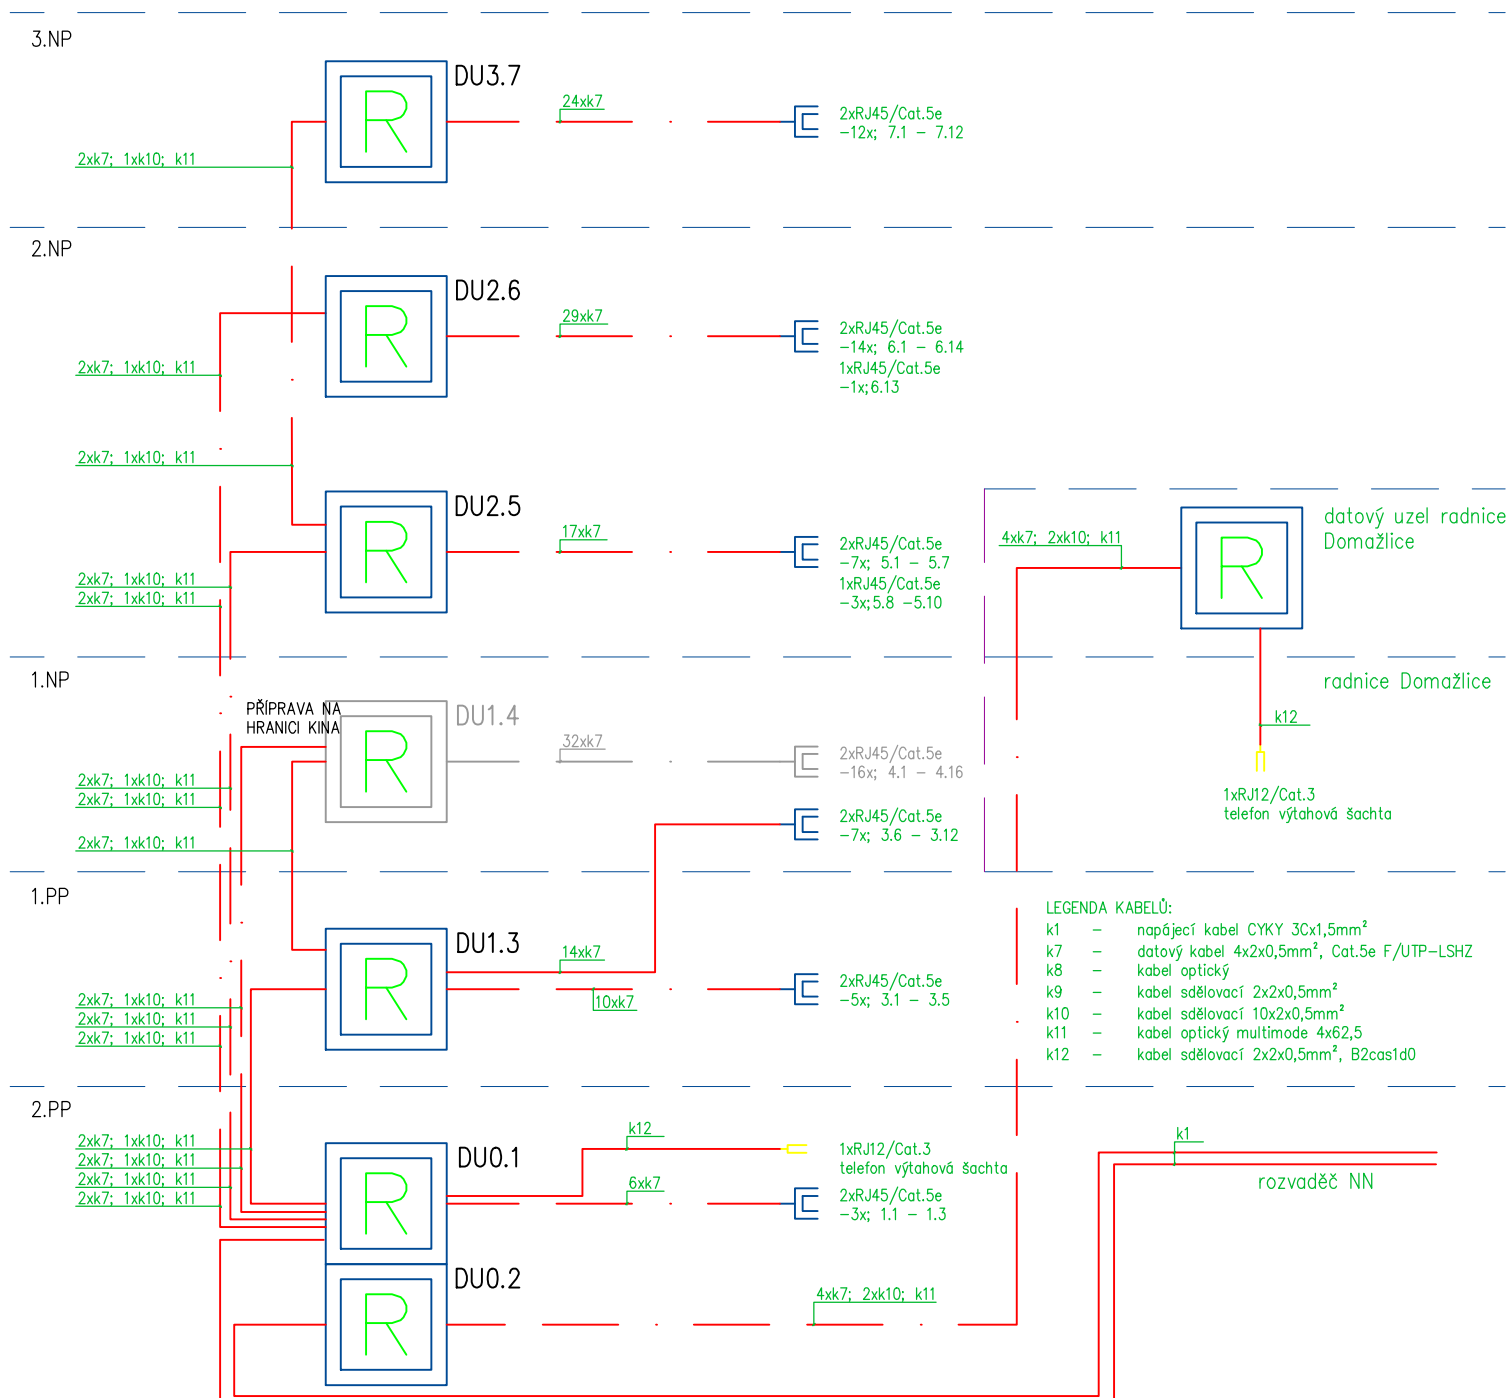 3.NP
DU3.7
24xk7
2xRJ45/Cat.5e
-12x; 7.1 - 7.12
2xk7; 1xk10; k11
2.NP
DU2.6
29xk7
2xRJ45/Cat.5e
-14x; 6.1 - 6.14
1xRJ45/Cat.5e
-1x;6.13
2xk7; 1xk10; k11
2xk7; 1xk10; k11
DU2.5
17xk7
2xRJ45/Cat.5e
-7x; 5.1 - 5.7
1xRJ45/Cat.5e
-3x;5.8 -5.10
2xk7; 1xk10; k11
2xk7; 1xk10; k11
4xk7; 2xk10; k11
datový uzel radnice
Domažlice
1.NP
radnice Domažlice
k12
1xRJ12/Cat.3
telefon výtahová šachta
PŘÍPRAVA NA
HRANICI KINA
DU1.4
32xk7
2xRJ45/Cat.5e
-16x; 4.1 - 4.16
2xk7; 1xk10; k11
2xk7; 1xk10; k11
2xRJ45/Cat.5e
-7x; 3.6 - 3.12
2xk7; 1xk10; k11
1.PP
DU1.3
14xk7
10xk7
2xRJ45/Cat.5e
-5x; 3.1 - 3.5
2xk7; 1xk10; k11
2xk7; 1xk10; k11
2xk7; 1xk10; k11
LEGENDA KABELŮ:
k1 - napájecí kabel CYKY 3Cx1,5mm²
k7 - datový kabel 4x2x0,5mm², Cat.5e F/UTP-LSHZ
k8 - kabel optický
k9 - kabel sdělovací 2x2x0,5mm²
k10 - kabel sdělovací 10x2x0,5mm²
k11 - kabel optický multimode 4x62,5
k12 - kabel sdělovací 2x2x0,5mm², B2cas1d0
2.PP
2xk7; 1xk10; k11
2xk7; 1xk10; k11
2xk7; 1xk10; k11
2xk7; 1xk10; k11
DU0.1
k12
1xRJ12/Cat.3
telefon výtahová šachta
6xk7
2xRJ45/Cat.5e
-3x; 1.1 - 1.3
k1
rozvaděč NN
DU0.2
4xk7; 2xk10; k11
R
R
R
R
R
R
R
R